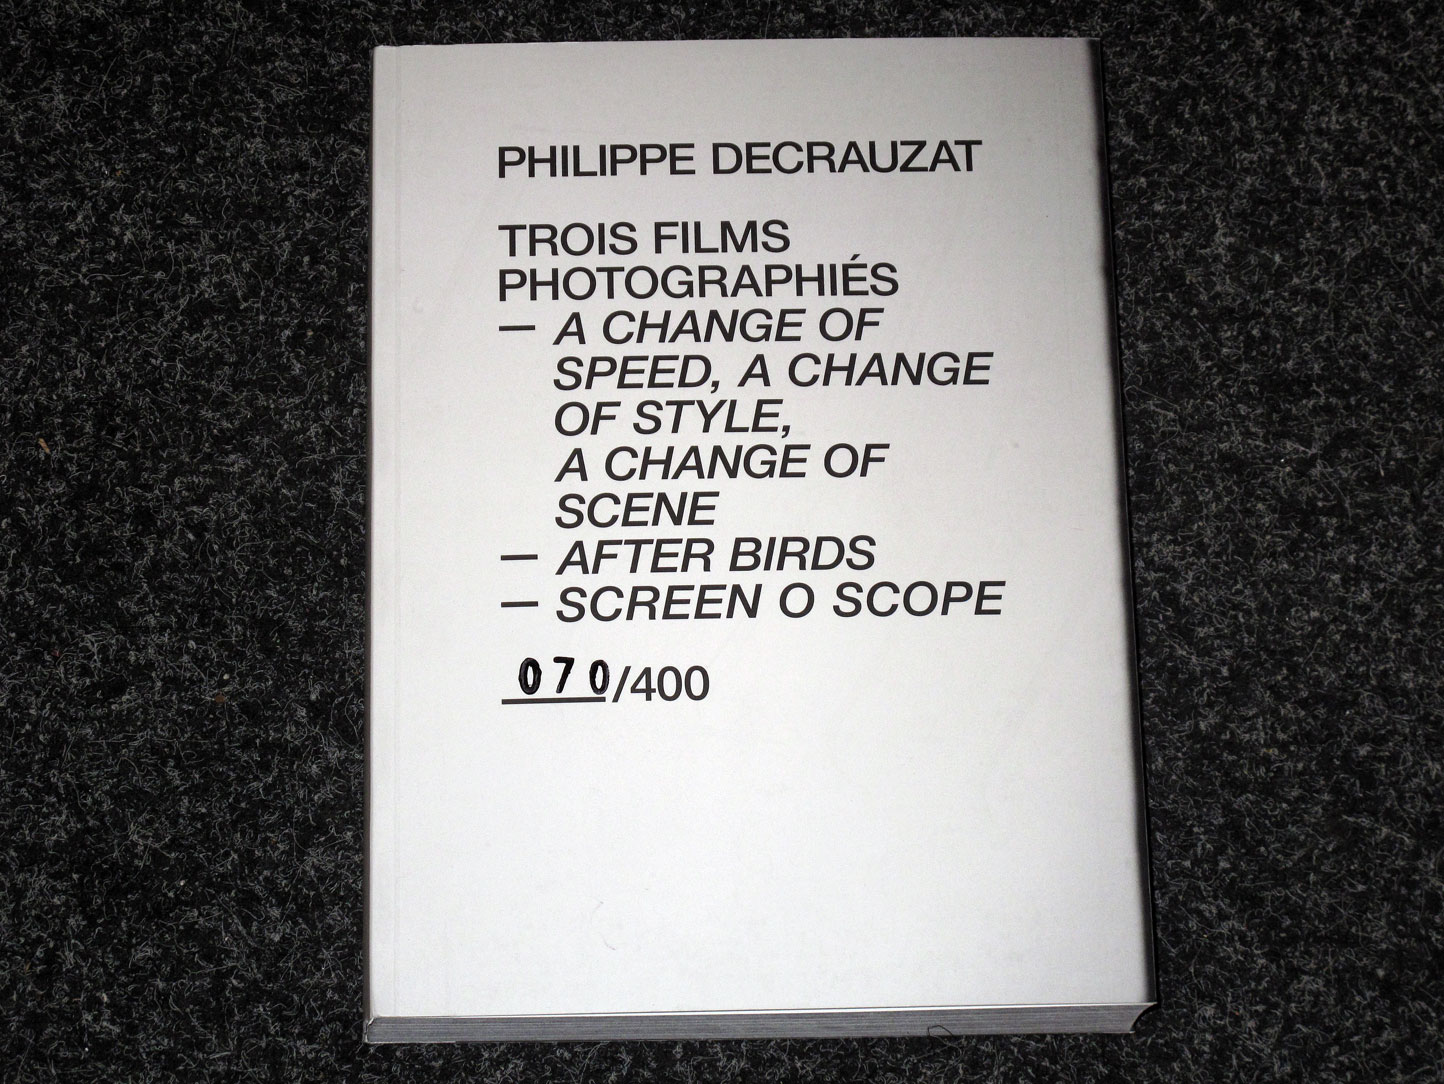 PHILIPPE DECRAUZAT
TROIS FILMS
PHOTOGRAPHIÉS
— A CHANGE OF
SPEED, A CHANGE
OF STYLE,
A CHANGE OF
SCENE
— AFTER BIRDS
— SCREEN O SCOPE
070/400